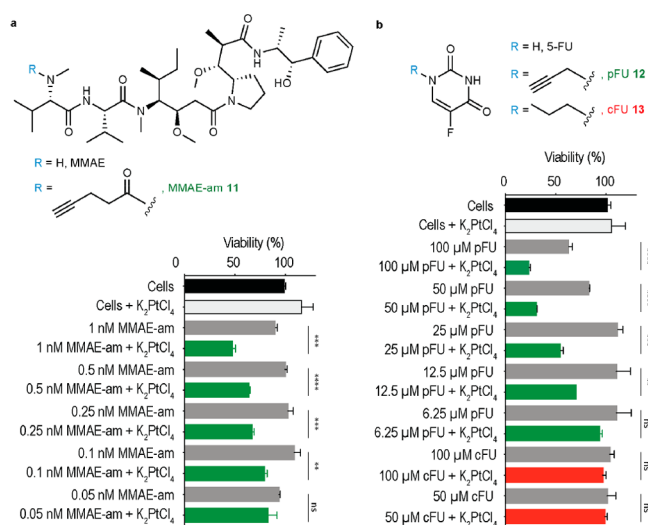 a
R
N
O
H
N
N
O
N
O
O
N
O
O
O
H
N
OH
R = H, MMAE
R =
O
, MMAE-am 11
Viability (%)
0 50 100
Cells
Cells + K₂PtCl₄
1 nM MMAE-am
1 nM MMAE-am + K₂PtCl₄
***
0.5 nM MMAE-am
0.5 nM MMAE-am + K₂PtCl₄
****
0.25 nM MMAE-am
0.25 nM MMAE-am + K₂PtCl₄
***
0.1 nM MMAE-am
0.1 nM MMAE-am + K₂PtCl₄
**
0.05 nM MMAE-am
0.05 nM MMAE-am + K₂PtCl₄
ns
b
R
N
O
NH
O
F
R = H, 5-FU
R =
, pFU 12
R =
, cFU 13
Viability (%)
0 50 100
Cells
Cells + K₂PtCl₄
100 µM pFU
100 µM pFU + K₂PtCl₄
50 µM pFU
50 µM pFU + K₂PtCl₄
25 µM pFU
25 µM pFU + K₂PtCl₄
12.5 µM pFU
12.5 µM pFU + K₂PtCl₄
6.25 µM pFU
6.25 µM pFU + K₂PtCl₄
ns
100 µM cFU
100 µM cFU + K₂PtCl₄
ns
50 µM cFU
50 µM cFU + K₂PtCl₄
ns